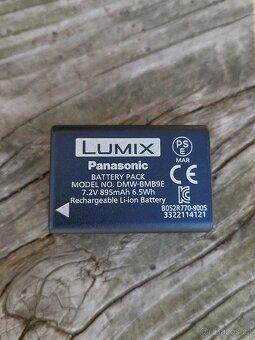 LUMIX
Panasonic
BATTERY PACK
MODEL NO. DMW-BMB9E
7.2V 895mAh 6.5Wh
Rechargeable Li-ion Battery
PS
E
MAR
B052R770-9005
3322114121